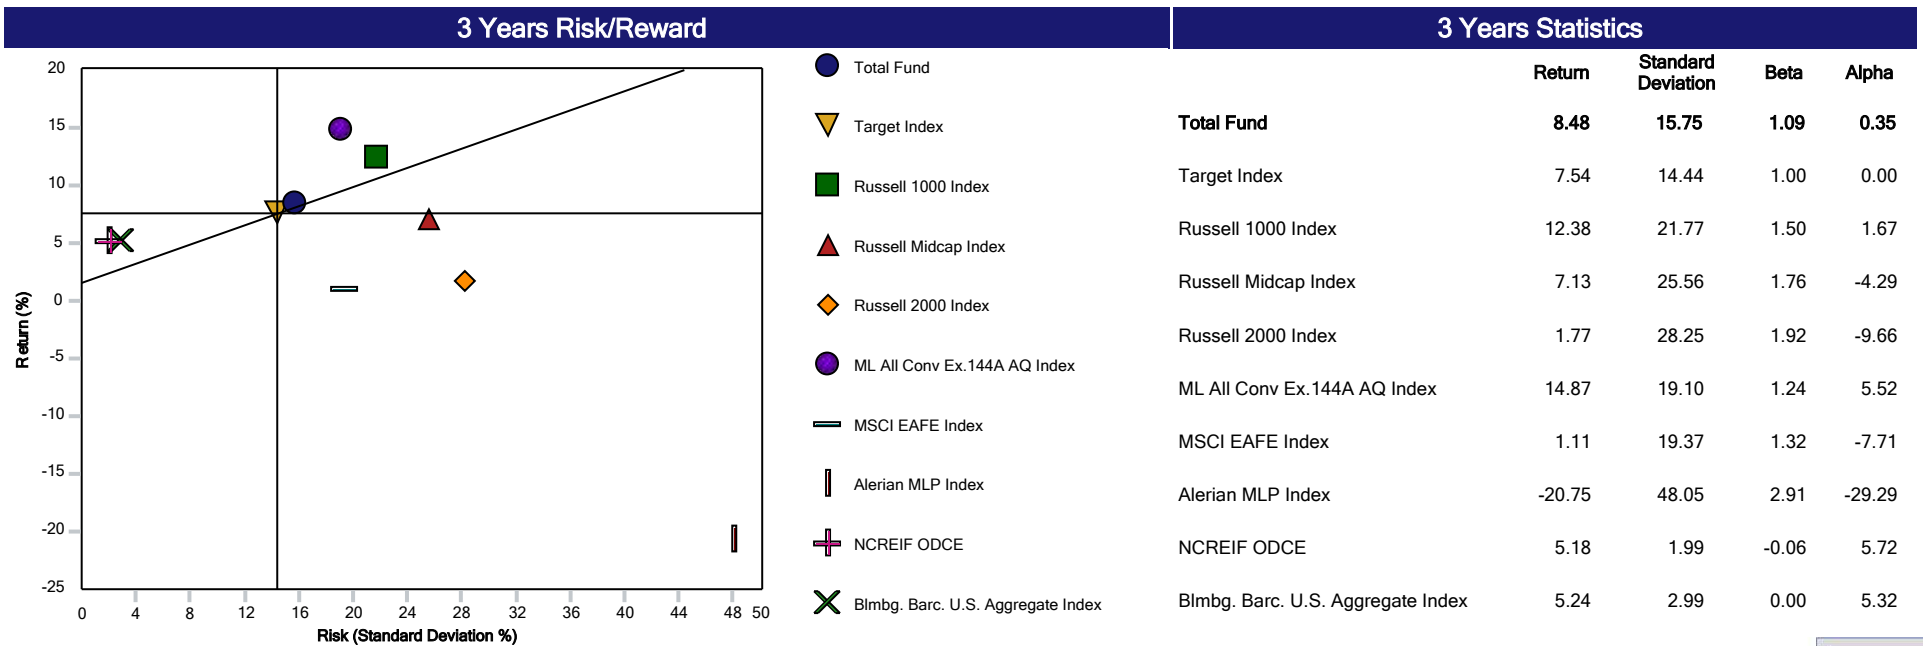 3 Years Risk/Reward
20
15
10
5
0
-5
-10
-15
-20
-25
Return (%)
0 4 8 12 16 20 24 28 32 36 40 44 48 50
Risk (Standard Deviation %)
Total Fund
Target Index
Russell 1000 Index
Russell Midcap Index
Russell 2000 Index
ML All Conv Ex.144A AQ Index
MSCI EAFE Index
Alerian MLP Index
NCREIF ODCE
Blmbg. Barc. U.S. Aggregate Index
3 Years Statistics
Return Standard Deviation Beta Alpha
Total Fund 8.48 15.75 1.09 0.35
Target Index 7.54 14.44 1.00 0.00
Russell 1000 Index 12.38 21.77 1.50 1.67
Russell Midcap Index 7.13 25.56 1.76 -4.29
Russell 2000 Index 1.77 28.25 1.92 -9.66
ML All Conv Ex.144A AQ Index 14.87 19.10 1.24 5.52
MSCI EAFE Index 1.11 19.37 1.32 -7.71
Alerian MLP Index -20.75 48.05 2.91 -29.29
NCREIF ODCE 5.18 1.99 -0.06 5.72
Blmbg. Barc. U.S. Aggregate Index 5.24 2.99 0.00 5.32